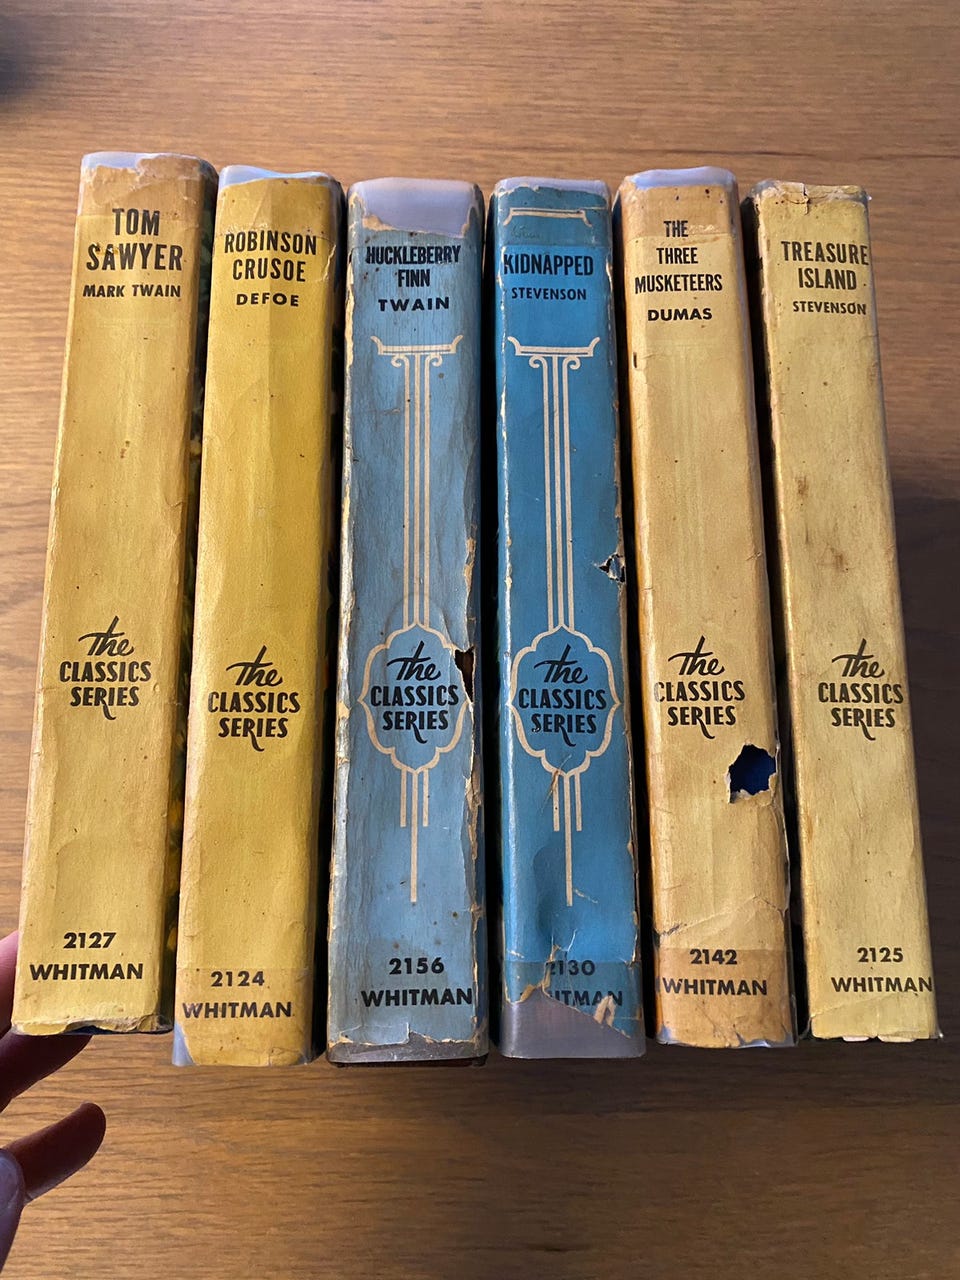 TOM
SAWYER
MARK TWAIN
The
CLASSICS
SERIES
2127
WHITMAN
ROBINSON
CRUSOE
DEFOE
The
CLASSICS
SERIES
2124
WHITMAN
HUCKLEBERRY
FINN
TWAIN
The
CLASSICS
SERIES
2156
WHITMAN
KIDNAPPED
STEVENSON
The
CLASSICS
SERIES
2130
ITMAN
THE
THREE
MUSKETEERS
DUMAS
The
CLASSICS
SERIES
2142
WHITMAN
TREASURE
ISLAND
STEVENSON
The
CLASSICS
SERIES
2125
WHITMAN